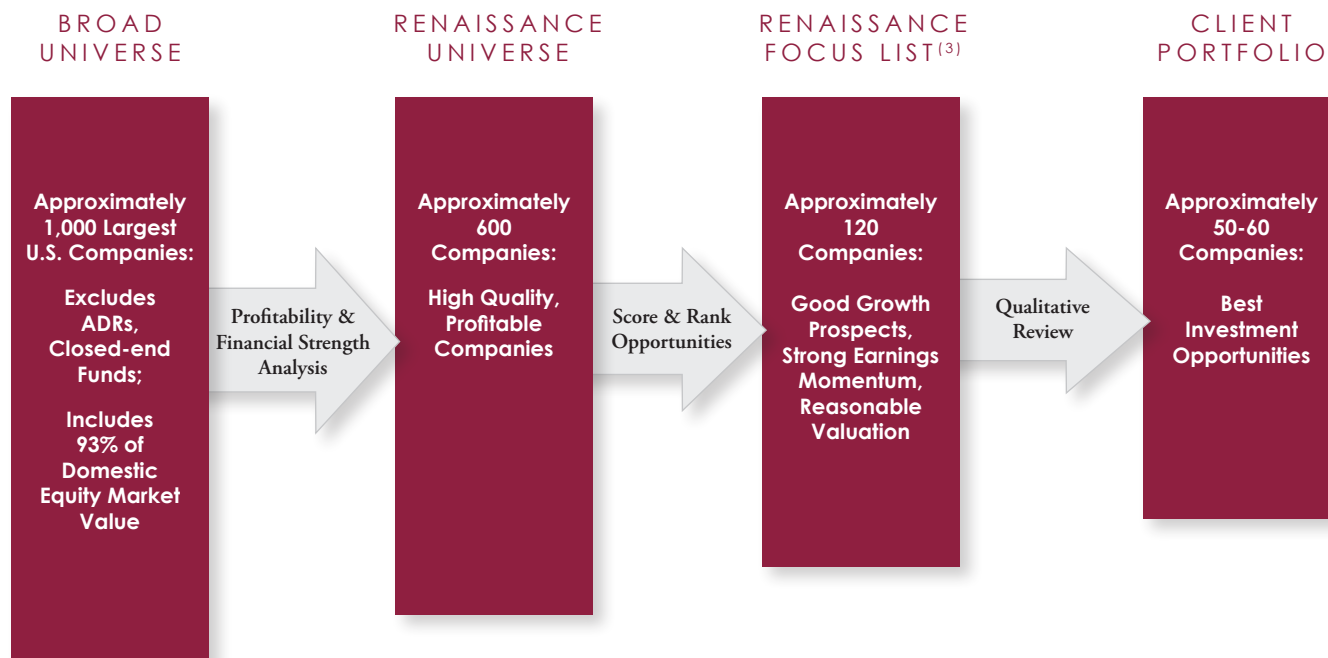 BROAD
UNIVERSE
Approximately
1,000 Largest
U.S. Companies:
Excludes
ADRs,
Closed-end
Funds;
Includes
93% of
Domestic
Equity Market
Value
Profitability &
Financial Strength
Analysis
RENAISSANCE
UNIVERSE
Approximately
600
Companies:
High Quality,
Profitable
Companies
Score & Rank
Opportunities
RENAISSANCE
FOCUS LIST(3)
Approximately
120
Companies:
Good Growth
Prospects,
Strong Earnings
Momentum,
Reasonable
Valuation
Qualitative
Review
CLIENT
PORTFOLIO
Approximately
50-60
Companies:
Best
Investment
Opportunities